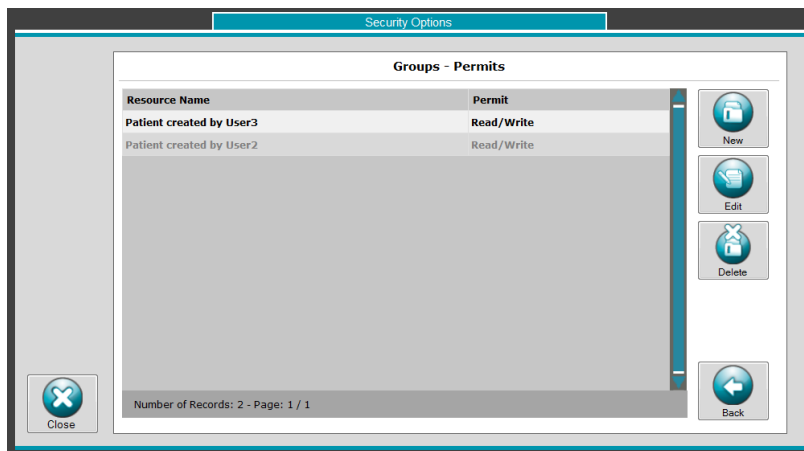 Security Options
Groups - Permits
Resource Name Permit
Patient created by User3 Read/Write
Patient created by User2 Read/Write
New
Edit
Delete
Number of Records: 2 - Page: 1 / 1
Back
Close